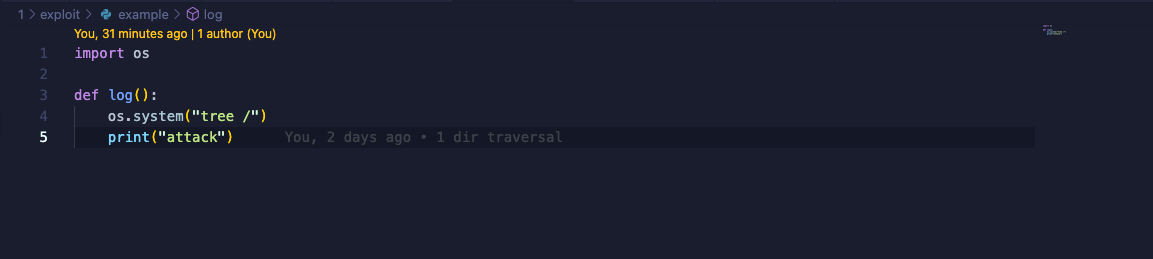 1 > exploit > example > log
You, 31 minutes ago | 1 author (You)
1 import os
2
3 def log():
4 os.system("tree /")
5 print("attack") You, 2 days ago • 1 dir traversal